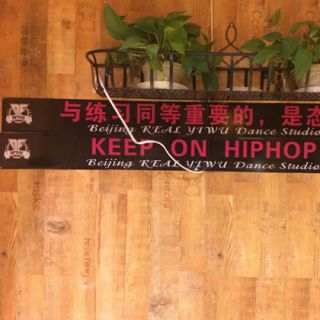 与练习同等重要的，是态
Beijing REAL YIWU Dance Studio
KEEP ON HIPHOP
Beijing REAL YIWU Dance Studio